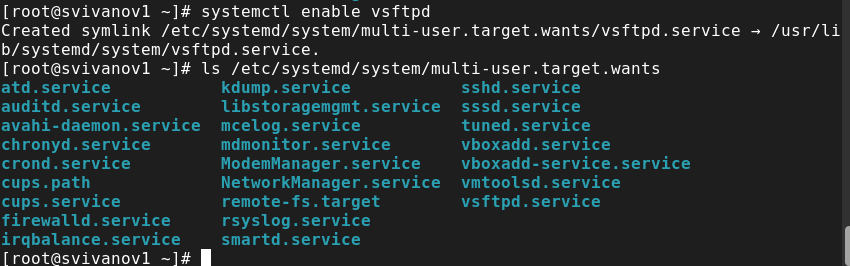 [root@svivanov1 ~]# systemctl enable vsftpd
Created symlink /etc/systemd/system/multi-user.target.wants/vsftpd.service → /usr/li
b/systemd/system/vsftpd.service.
[root@svivanov1 ~]# ls /etc/systemd/system/multi-user.target.wants
atd.service           kdump.service          sshd.service
auditd.service        libstoragemgmt.service  sssd.service
avahi-daemon.service  mcelog.service         tuned.service
chronyd.service       mdmonitor.service      vboxadd.service
crond.service         ModemManager.service   vboxadd-service.service
cups.path             NetworkManager.service  vmtoolsd.service
cups.service          remote-fs.target       vsftpd.service
firewalld.service     rsyslog.service
irqbalance.service    smartd.service
[root@svivanov1 ~]#